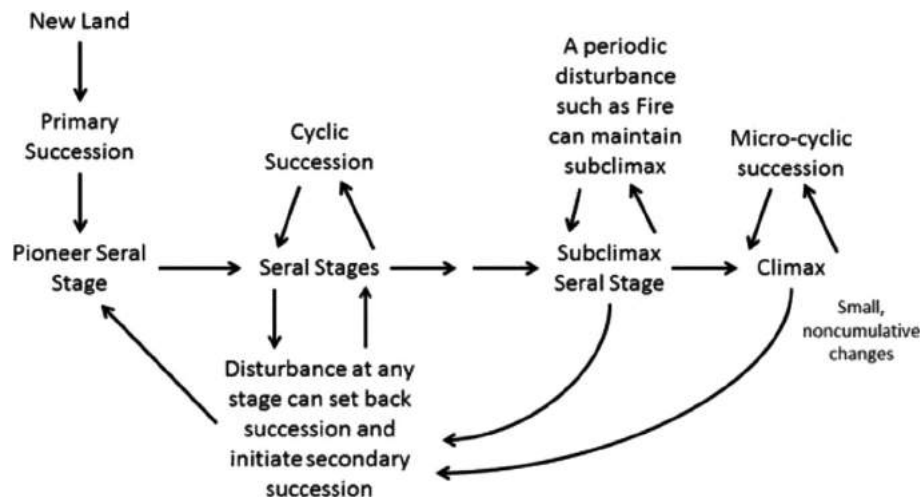 New Land
Primary
Succession
Pioneer Seral
Stage
Cyclic
Succession
Seral Stages
Disturbance at any
stage can set back
succession and
initiate secondary
succession
A periodic
disturbance
such as Fire
can maintain
subclimax
Subclimax
Seral Stage
Micro-cyclic
succession
Climax
Small,
noncumulative
changes